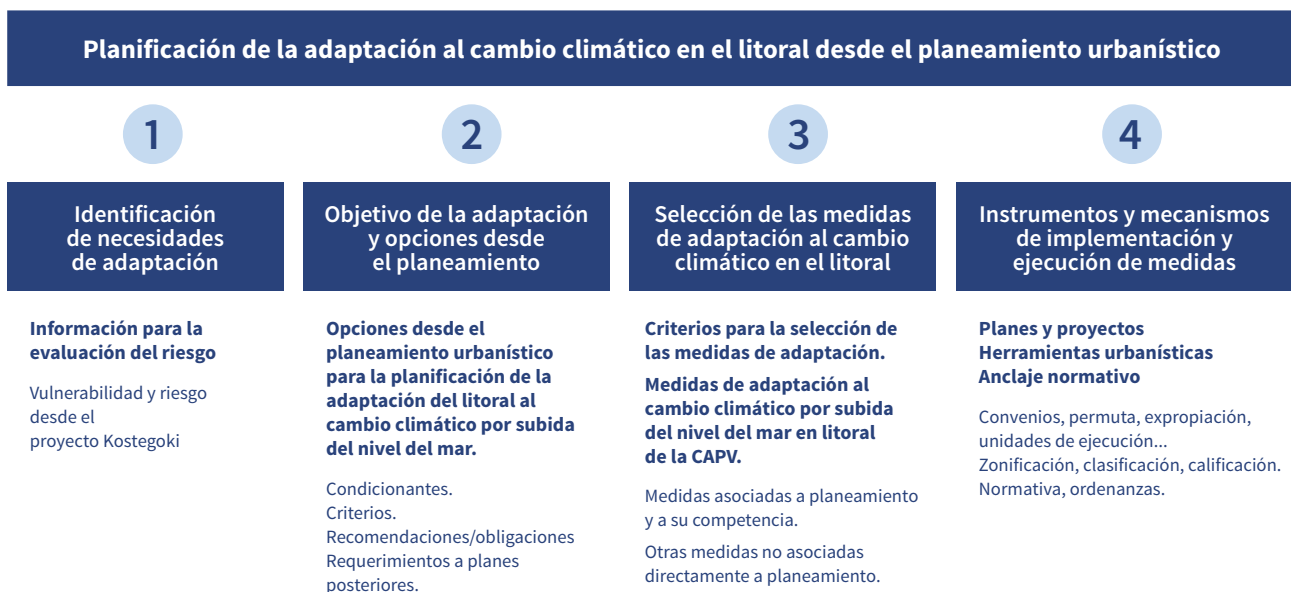 Planificación de la adaptación al cambio climático en el litoral desde el planeamiento urbanístico
1
Identificación
de necesidades
de adaptación
Información para la
evaluación del riesgo
Vulnerabilidad y riesgo
desde el
proyecto Kostegoki
2
Objetivo de la adaptación
y opciones desde
el planeamiento
Opciones desde el
planeamiento urbanístico
para la planificación de la
adaptación del litoral al
cambio climático por subida
del nivel del mar.
Condicionantes.
Criterios.
Recomendaciones/obligaciones
Requerimientos a planes
posteriores.
3
Selección de las medidas
de adaptación al cambio
climático en el litoral
Criterios para la selección de
las medidas de adaptación.
Medidas de adaptación al
cambio climático por subida
del nivel del mar en litoral
de la CAPV.
Medidas asociadas a planeamiento
y a su competencia.
Otras medidas no asociadas
directamente a planeamiento.
4
Instrumentos y mecanismos
de implementación y
ejecución de medidas
Planes y proyectos
Herramientas urbanísticas
Anclaje normativo
Convenios, permuta, expropiación,
unidades de ejecución...
Zonificación, clasificación, calificación.
Normativa, ordenanzas.